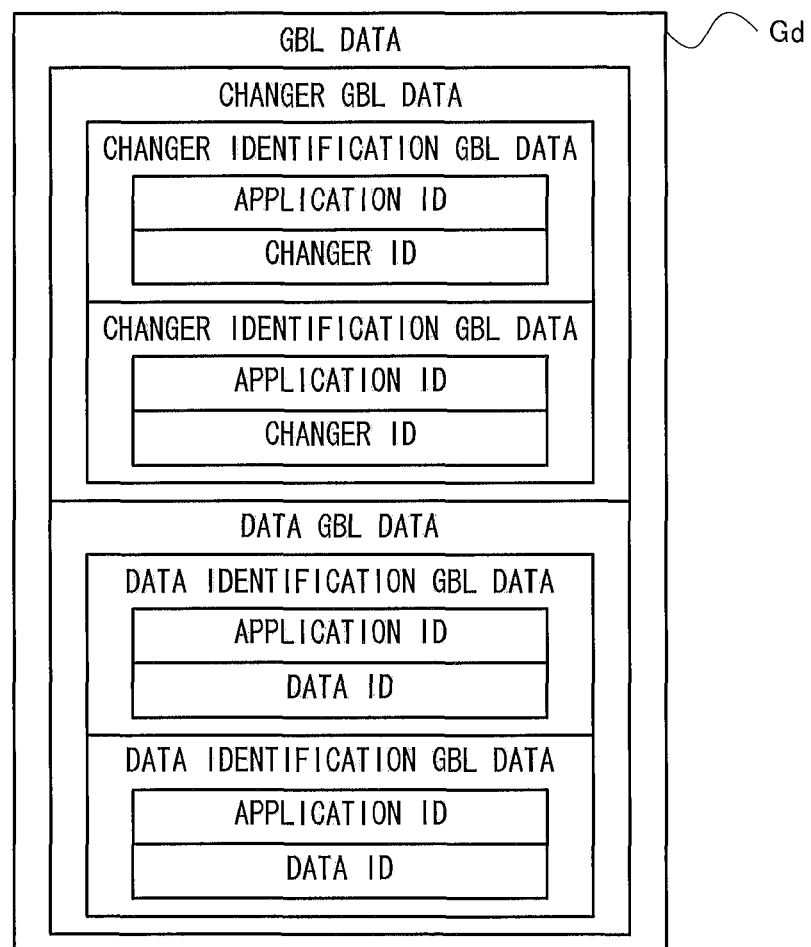 GBL DATA
Gd
CHANGER GBL DATA
CHANGER IDENTIFICATION GBL DATA
APPLICATION ID
CHANGER ID
CHANGER IDENTIFICATION GBL DATA
APPLICATION ID
CHANGER ID
DATA GBL DATA
DATA IDENTIFICATION GBL DATA
APPLICATION ID
DATA ID
DATA IDENTIFICATION GBL DATA
APPLICATION ID
DATA ID